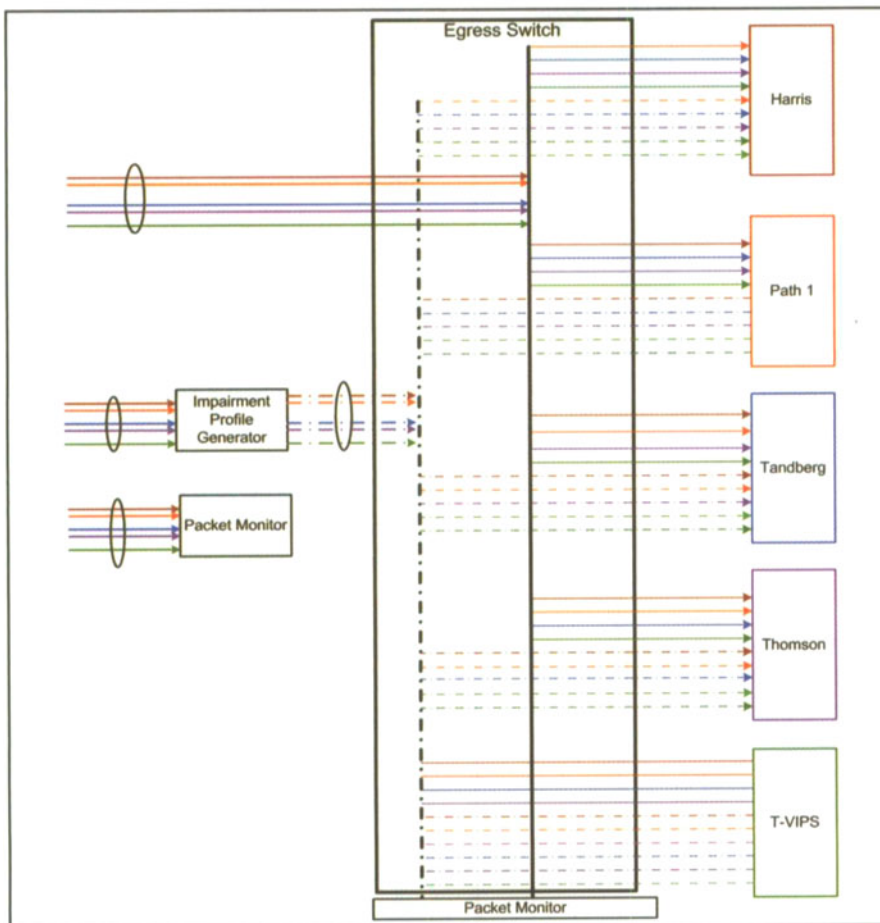 Egress Switch
Harris
Path 1
Impairment
Profile
Generator
Tandberg
Packet Monitor
Thomson
T-VIPS
Packet Monitor